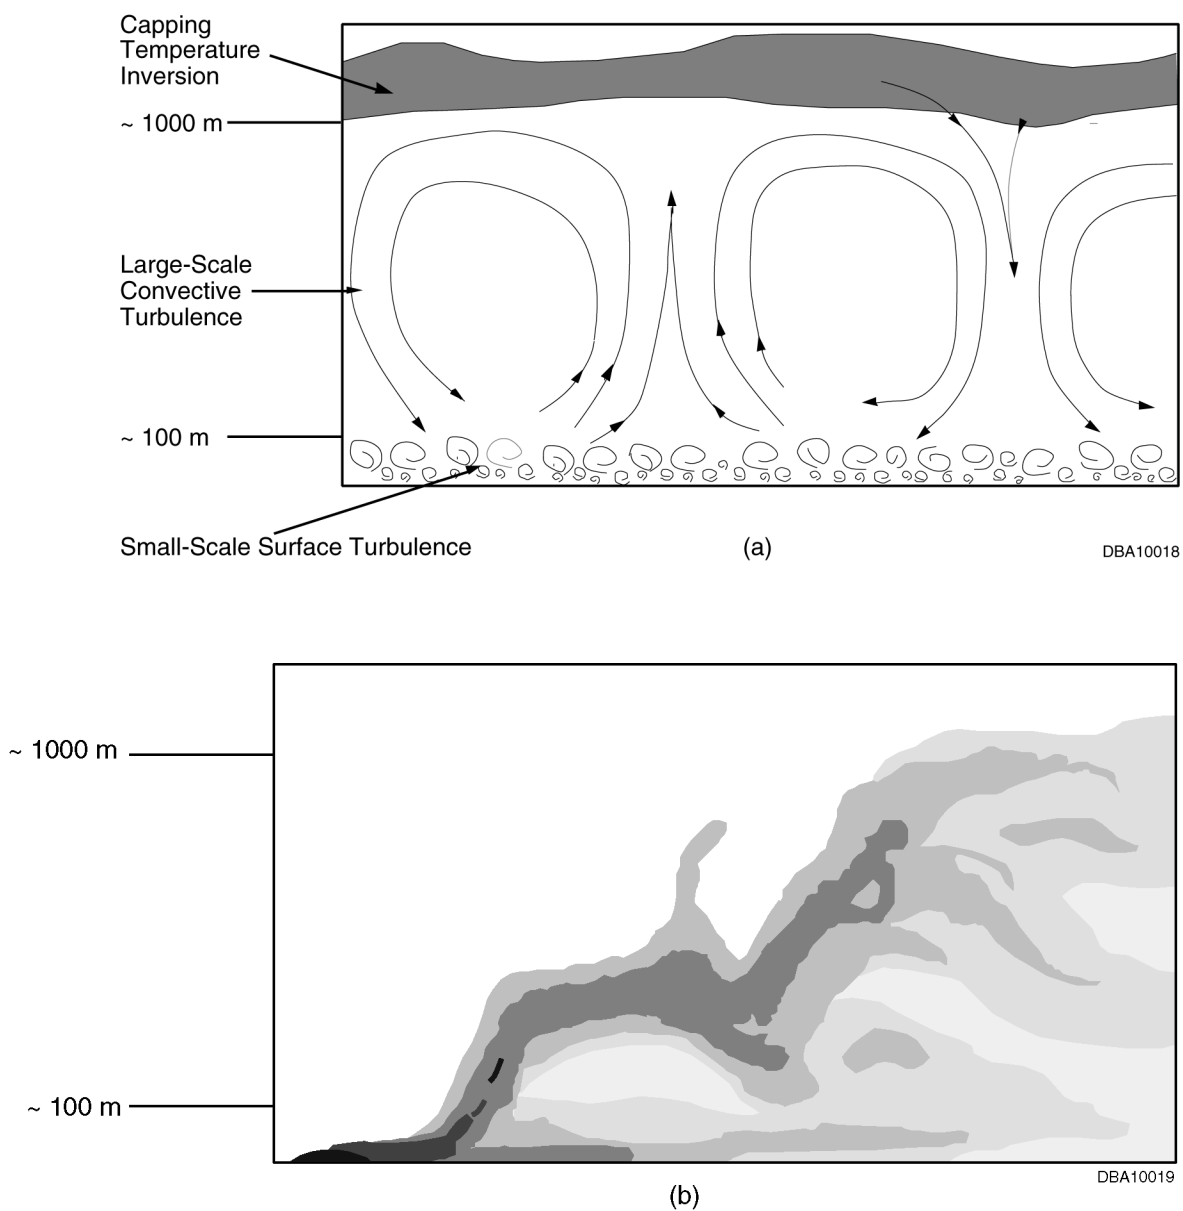 Capping
Temperature
Inversion
~ 1000 m
Large-Scale
Convective
Turbulence
~ 100 m
Small-Scale Surface Turbulence
(a)
DBA10018
~ 1000 m
~ 100 m
DBA10019
(b)